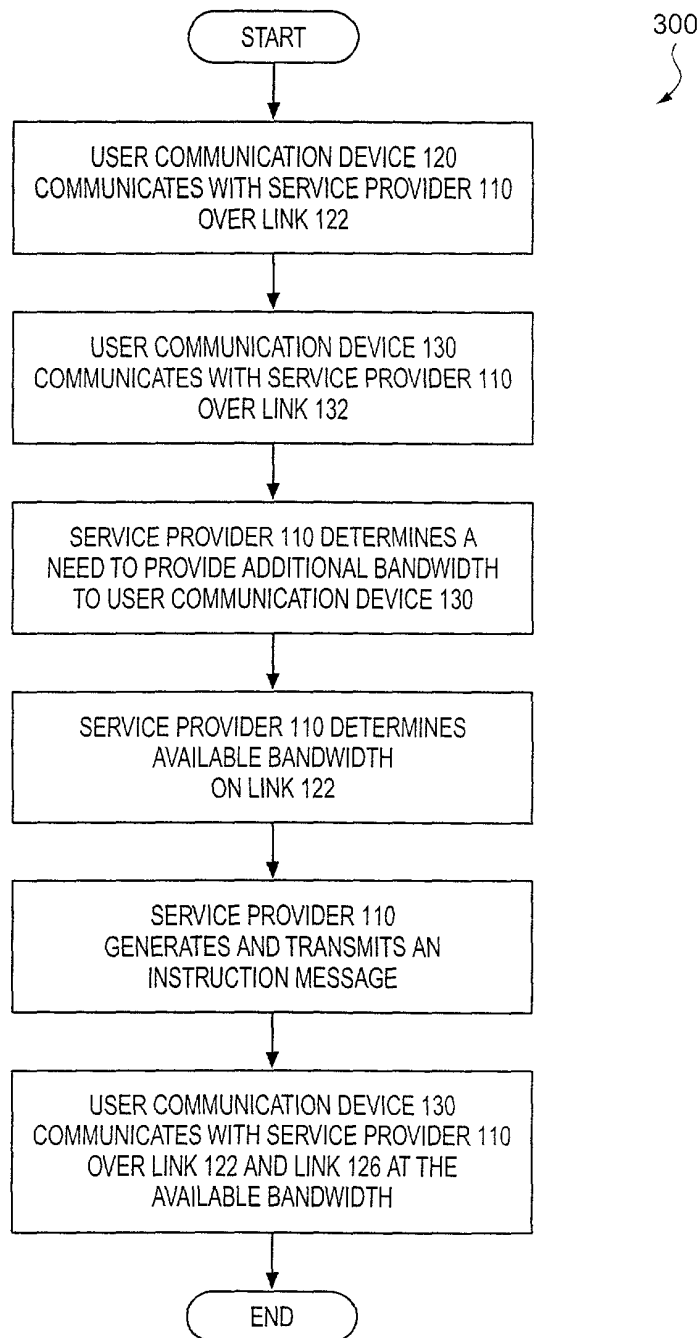 START
300
USER COMMUNICATION DEVICE 120
COMMUNICATES WITH SERVICE PROVIDER 110
OVER LINK 122
USER COMMUNICATION DEVICE 130
COMMUNICATES WITH SERVICE PROVIDER 110
OVER LINK 132
SERVICE PROVIDER 110 DETERMINES A
NEED TO PROVIDE ADDITIONAL BANDWIDTH
TO USER COMMUNICATION DEVICE 130
SERVICE PROVIDER 110 DETERMINES
AVAILABLE BANDWIDTH
ON LINK 122
SERVICE PROVIDER 110
GENERATES AND TRANSMITS AN
INSTRUCTION MESSAGE
USER COMMUNICATION DEVICE 130
COMMUNICATES WITH SERVICE PROVIDER 110
OVER LINK 122 AND LINK 126 AT THE
AVAILABLE BANDWIDTH
END